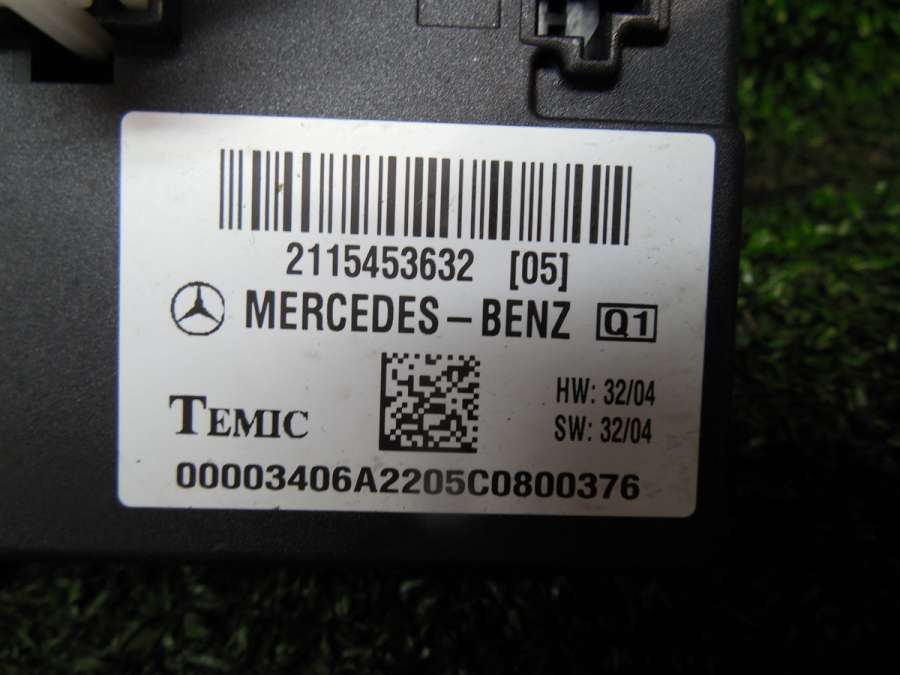 2115453632 [05]
MERCEDES-BENZ Q1
HW: 32/04
TEMIC
SW: 32/04
00003406A2205C0800376